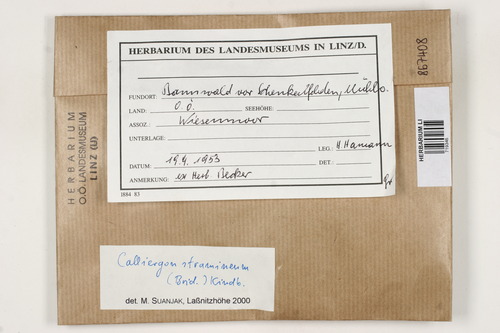 HERBARIUM DES LANDESMUSEUMS IN LINZ/D.
FUNDORT: Bannwald vor Schenkenfelden, Mühlv.
LAND: O.Ö. SEEHÖHE:
ASSOZ.: Wiesenmoor
UNTERLAGE:
LEG.: H. Hamann
DATUM: 19.4.1953 DET.:
ANMERKUNG: ex Herb. Becker
1884 83
867408
HERBARIUM
O.Ö. LANDESMUSEUM
LINZ (LI)
HERBARIUM LI
Calliergon stramineum
(Brid.) Kindb.
det. M. SUANJAK, Laßnitzhöhe 2000